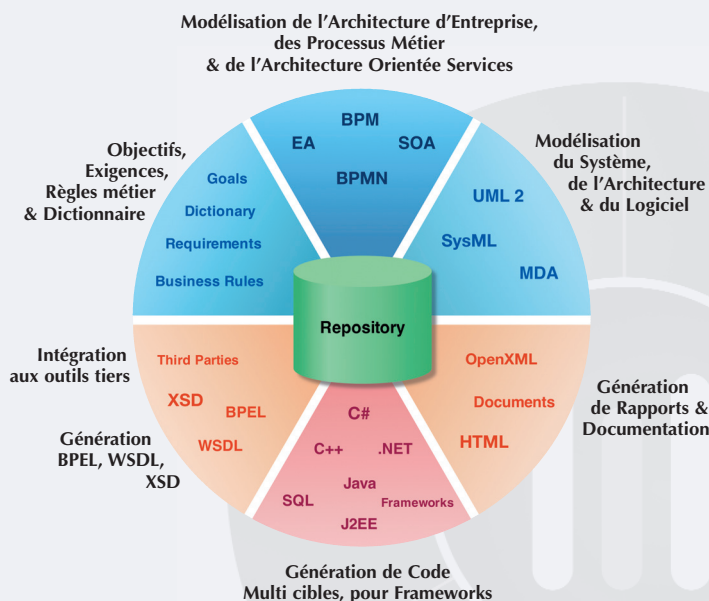 Modélisation de l'Architecture d'Entreprise,
des Processus Métier
& de l'Architecture Orientée Services
BPM
EA
SOA
BPMN
Objectifs,
Exigences,
Règles métier
& Dictionnaire
Goals
Dictionary
Requirements
Business Rules
Modélisation
du Système,
de l'Architecture
& du Logiciel
UML 2
SysML
MDA
Repository
Intégration
aux outils tiers
Génération
BPEL, WSDL,
XSD
Third Parties
XSD
BPEL
WSDL
C#
C++
.NET
Java
SQL
Frameworks
J2EE
OpenXML
Documents
HTML
Génération
de Rapports &
Documentation
Génération de Code
Multi cibles, pour Frameworks